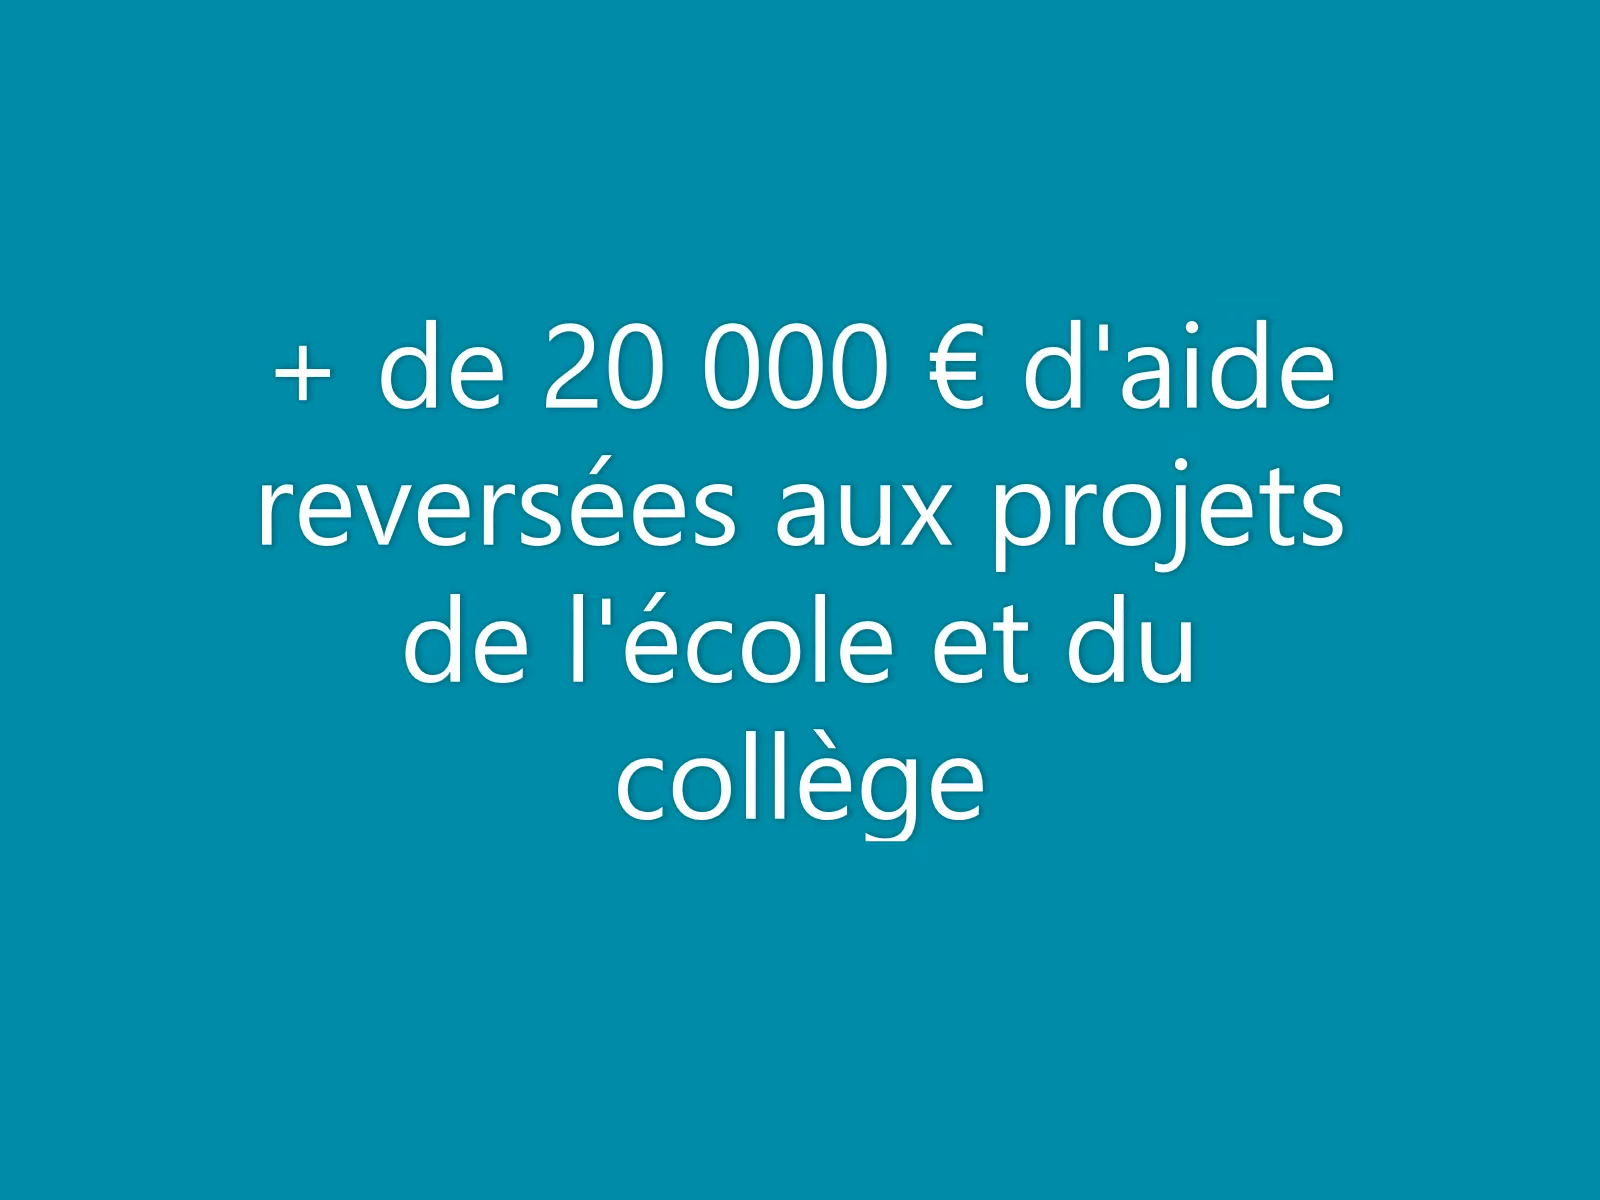 + de 20 000 € d'aide
reversées aux projets
de l'école et du
collège